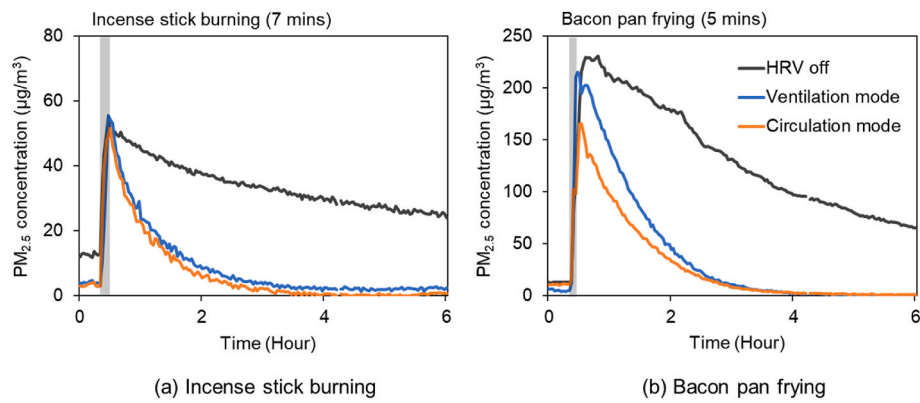 Incense stick burning (7 mins)
80
60
40
20
0
PM2.5 concentration (μg/m³)
0
2
4
6
Time (Hour)
(a) Incense stick burning
Bacon pan frying (5 mins)
250
200
150
100
50
0
PM2.5 concentration (μg/m³)
HRV off
Ventilation mode
Circulation mode
0
2
4
6
Time (Hour)
(b) Bacon pan frying